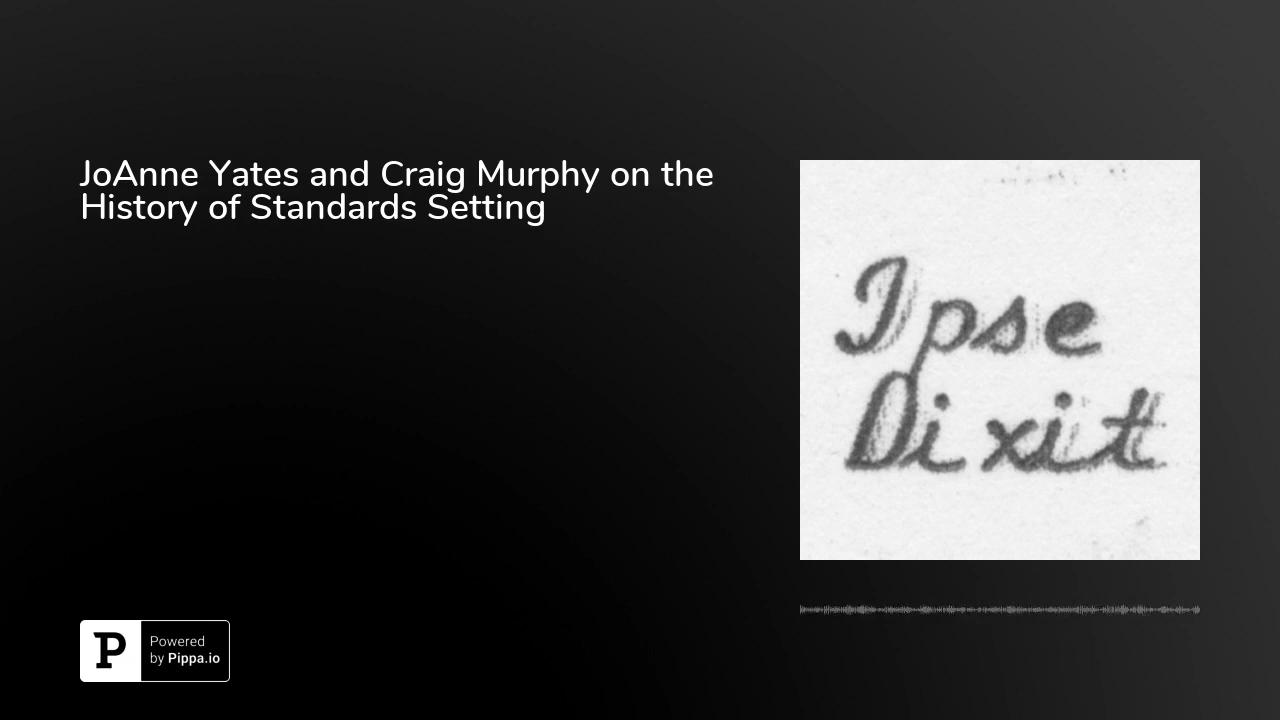 JoAnne Yates and Craig Murphy on the
History of Standards Setting
Ipse
Dixit
P
Powered
by Pippa.io